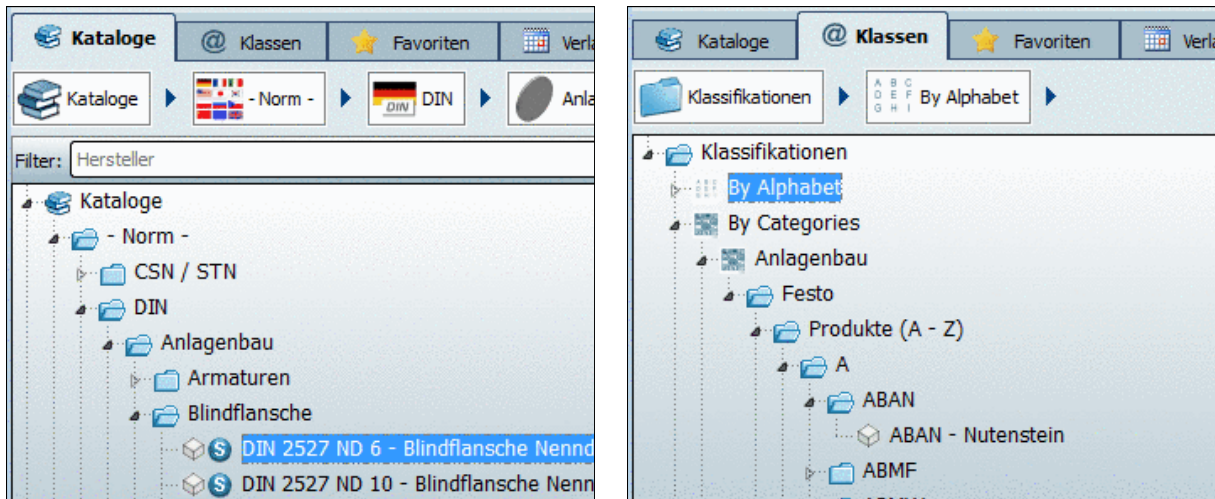 Kataloge
Klassen
Favoriten
Kataloge
- Norm -
DIN
DIN
Filter:
Hersteller
Kataloge
- Norm -
CSN / STN
DIN
Anlagenbau
Armaturen
Blindflansche
DIN 2527 ND 6 - Blindflansche
DIN 2527 ND 10 - Blindflansche
Kataloge
Klassen
Favoriten
Klassifikationen
A B C
D E F
G H I
By Alphabet
Klassifikationen
By Alphabet
By Categories
Anlagenbau
Festo
Produkte (A - Z)
A
ABAN
ABAN - Nutenstein
ABMF